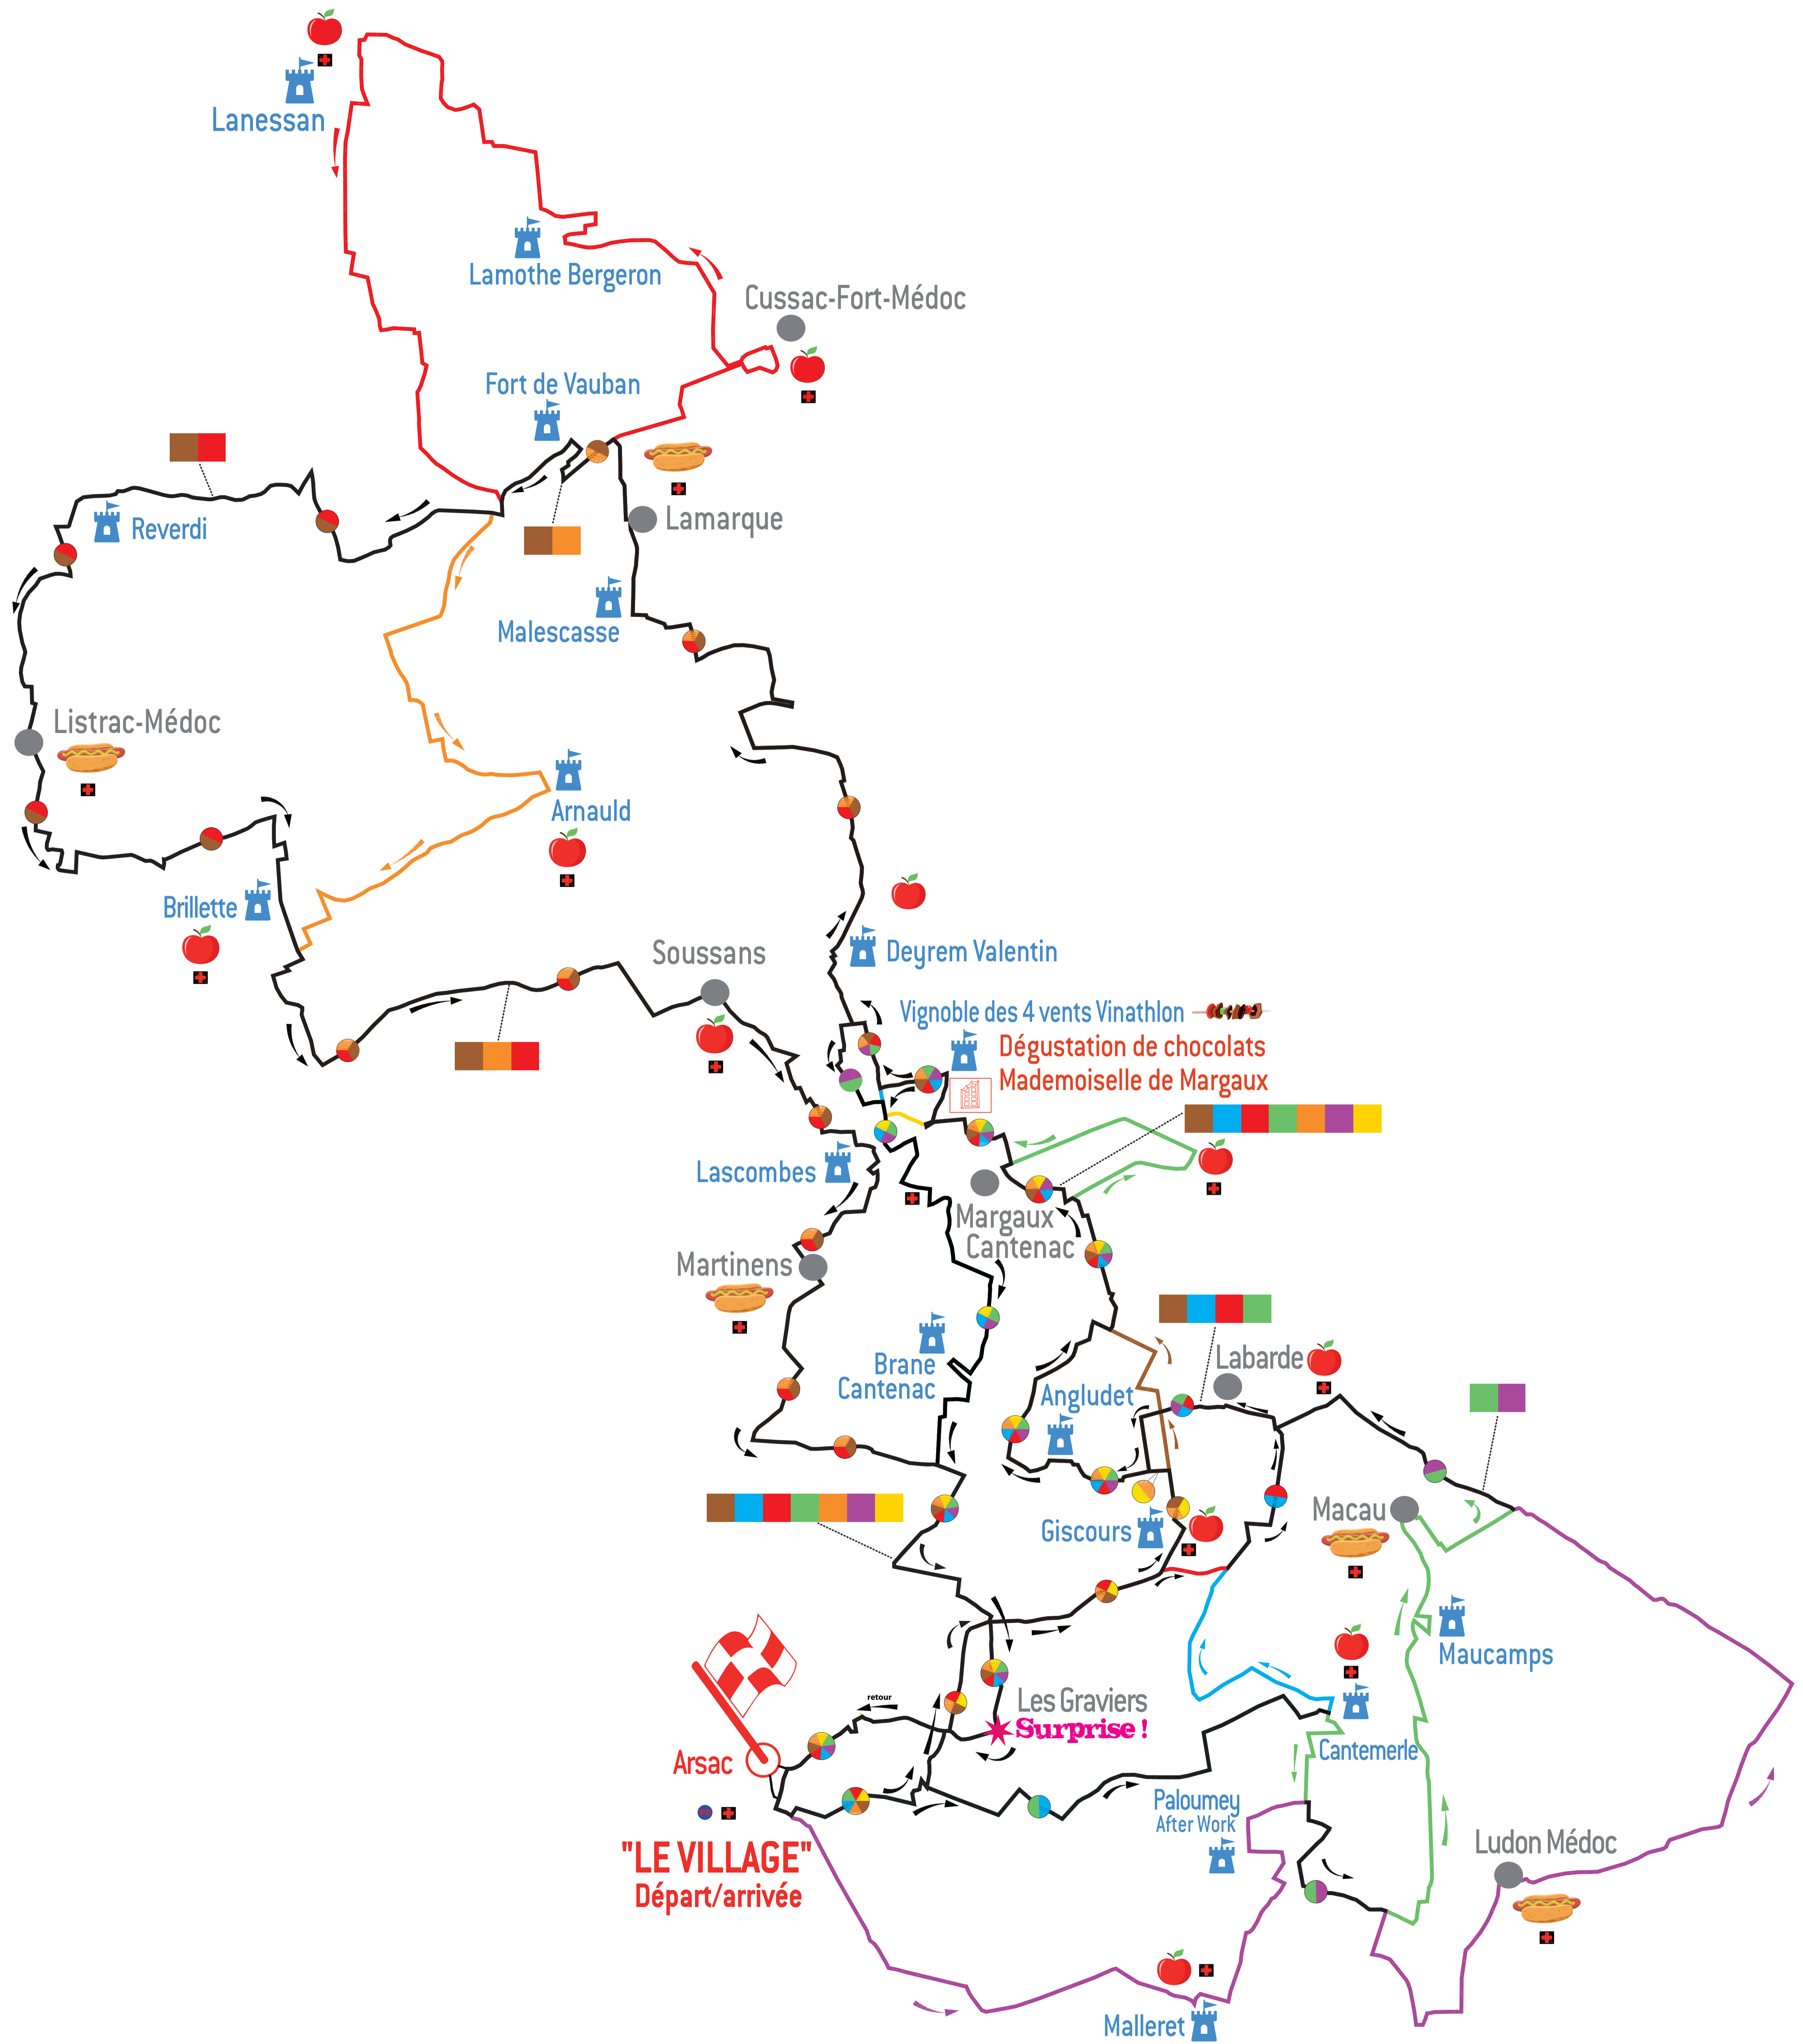 Lanessan
Lamothe Bergeron
Cussac-Fort-Médoc
Fort de Vauban
Reverdi
Lamarque
Malescasse
Listrac-Médoc
Arnauld
Brillette
Soussans
Deyrem Valentin
Vignoble des 4 vents Vinathlon
Dégustation de chocolats
Mademoiselle de Margaux
Lascombes
Margaux
Cantenac
Martinens
Brane
Cantenac
Labarde
Angludet
Giscours
Macau
Maucamps
retour
Les Graviers
Surprise !
Arsac
Cantemerle
Paloumey
After Work
"LE VILLAGE"
Départ/arrivée
Ludon Médoc
Malleret